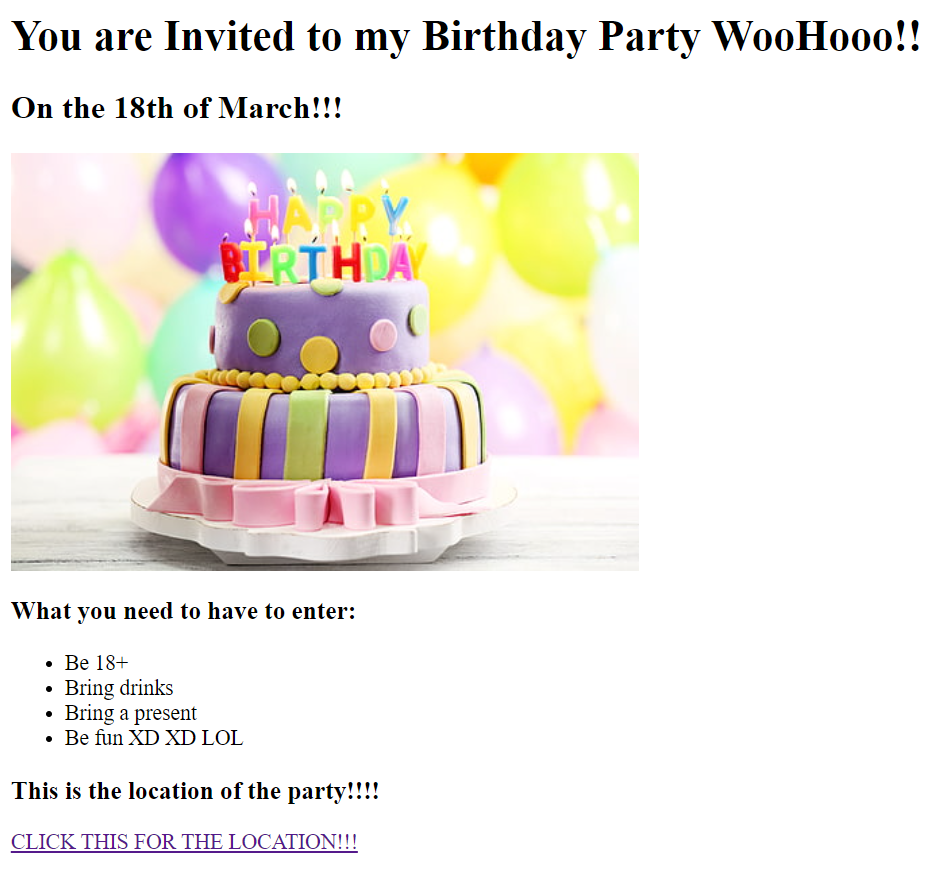 You are Invited to my Birthday Party WooHooo!!
On the 18th of March!!!
HAPPY
BIRTHDAY
What you need to have to enter:
Be 18+
Bring drinks
Bring a present
Be fun XD XD LOL
This is the location of the party!!!!
CLICK THIS FOR THE LOCATION!!!